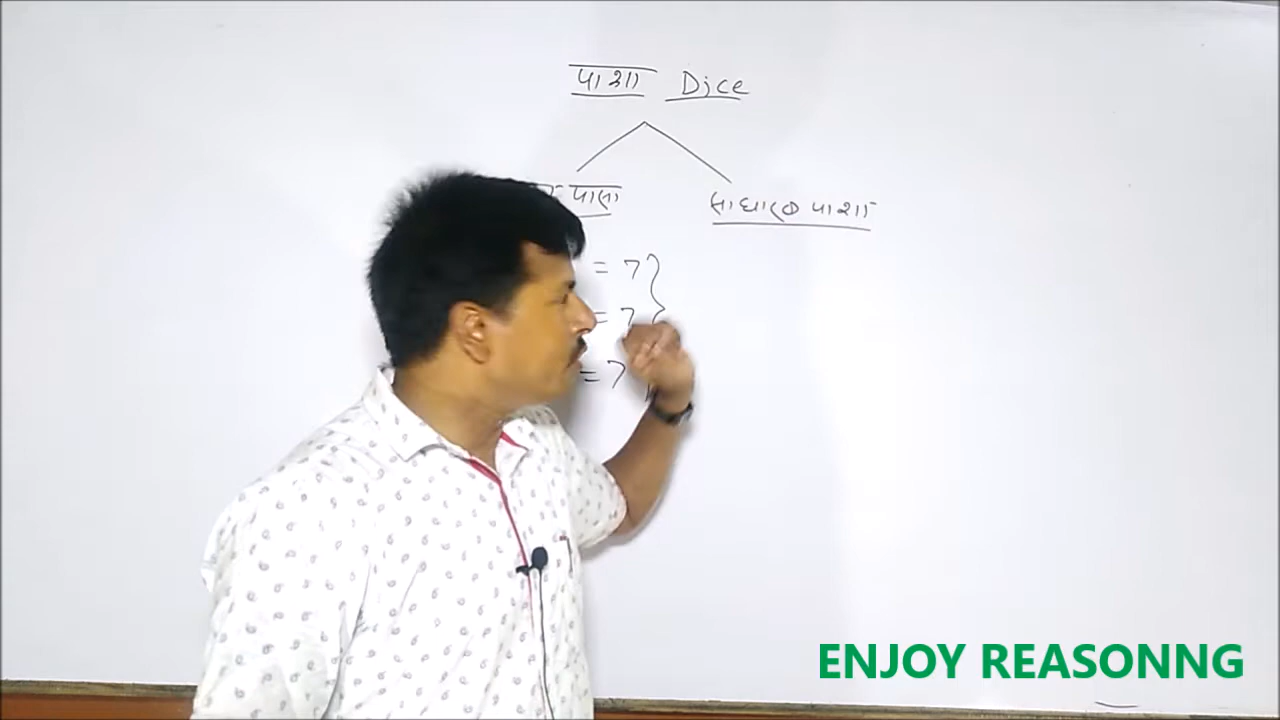 पाशा Dice
पासा साधारण पाशा
= 7
= 7
= 7
ENJOY REASONNG